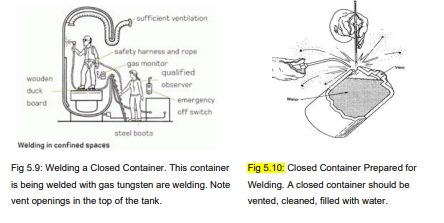 sufficient ventilation
safety harness and rope
gas monitor
qualified
observer
wooden
duck
board
emergency
off switch
steel boots
Welding in confined spaces
Vent
Water
Fig 5.9: Welding a Closed Container. This container
is being welded with gas tungsten are welding. Note
vent openings in the top of the tank.
Fig 5.10: Closed Container Prepared for
Welding. A closed container should be
vented, cleaned, filled with water.